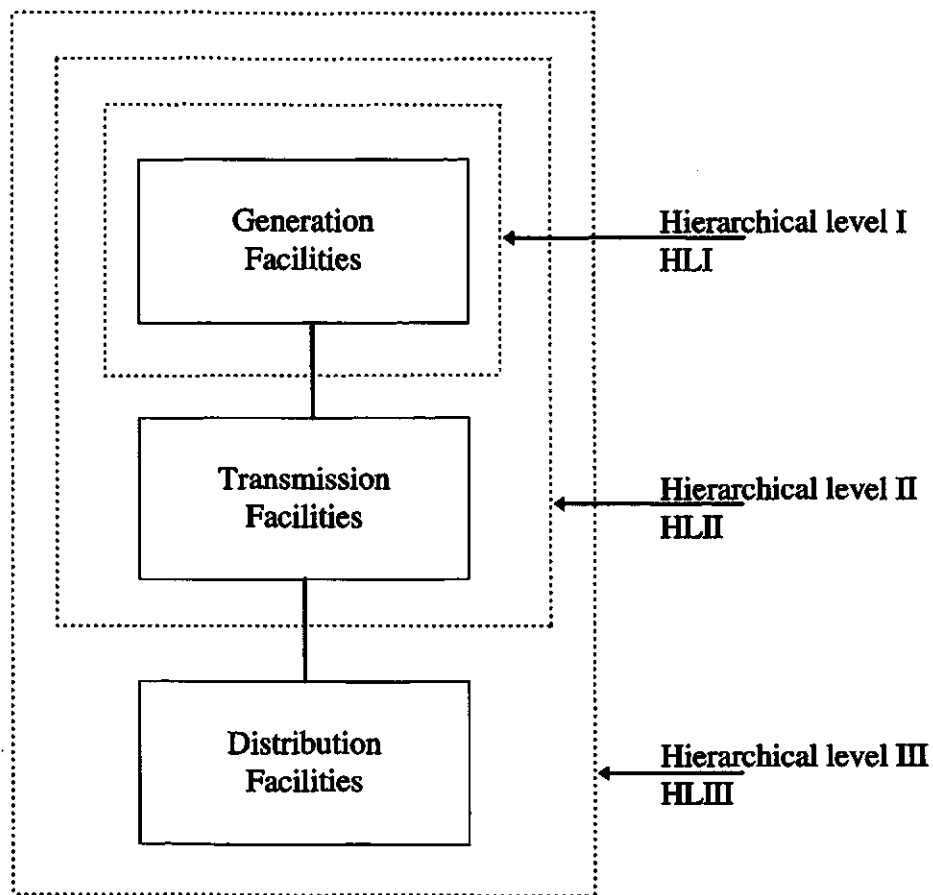 Generation
Facilities
Hierarchical level I
HLI
Transmission
Facilities
Hierarchical level II
HLII
Distribution
Facilities
Hierarchical level III
HLIII